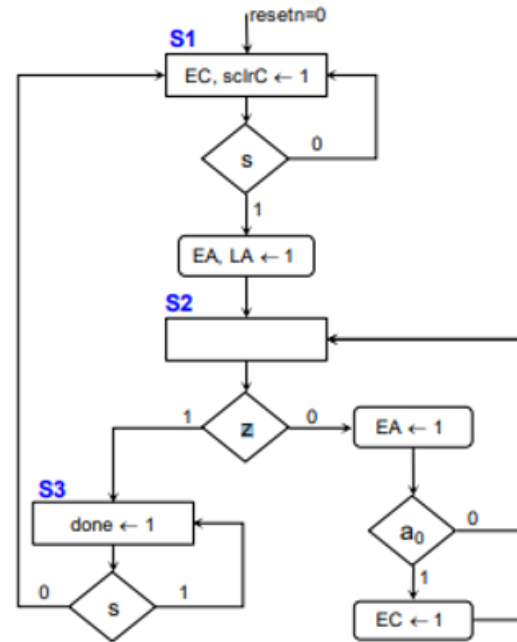 resetn=0
S1
EC, sclrC ← 1
s
0
1
EA, LA ← 1
S2
1
z
0
EA ← 1
S3
done ← 1
a0
0
1
0
s
1
EC ← 1